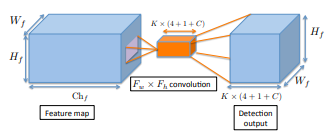 W_f
H_f
Ch_f
Feature map
K × (4+1+C)
F_w × F_h convolution
H_f
W_f
K × (4+1+C)
Detection
output